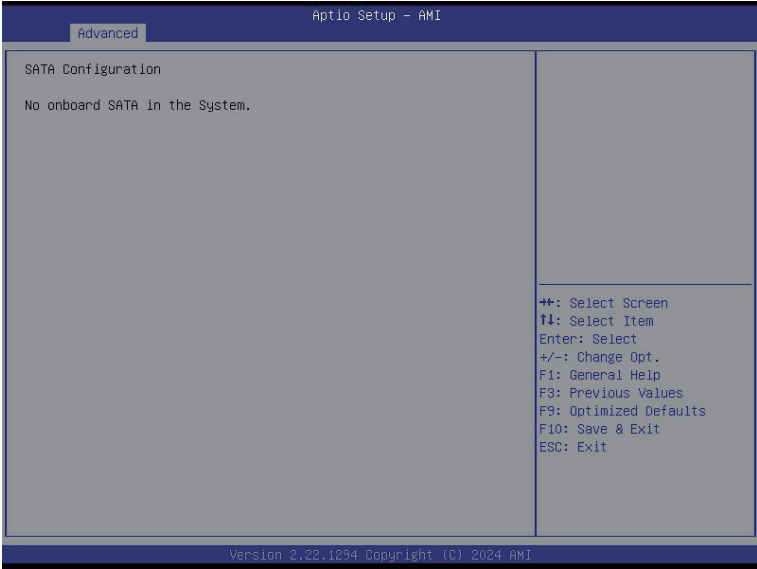 Aptio Setup – AMI
Advanced
SATA Configuration
No onboard SATA in the System.
→←: Select Screen
↑↓: Select Item
Enter: Select
+/-: Change Opt.
F1: General Help
F3: Previous Values
F9: Optimized Defaults
F10: Save & Exit
ESC: Exit
Version 2.22.1294 Copyright (C) 2024 AMI